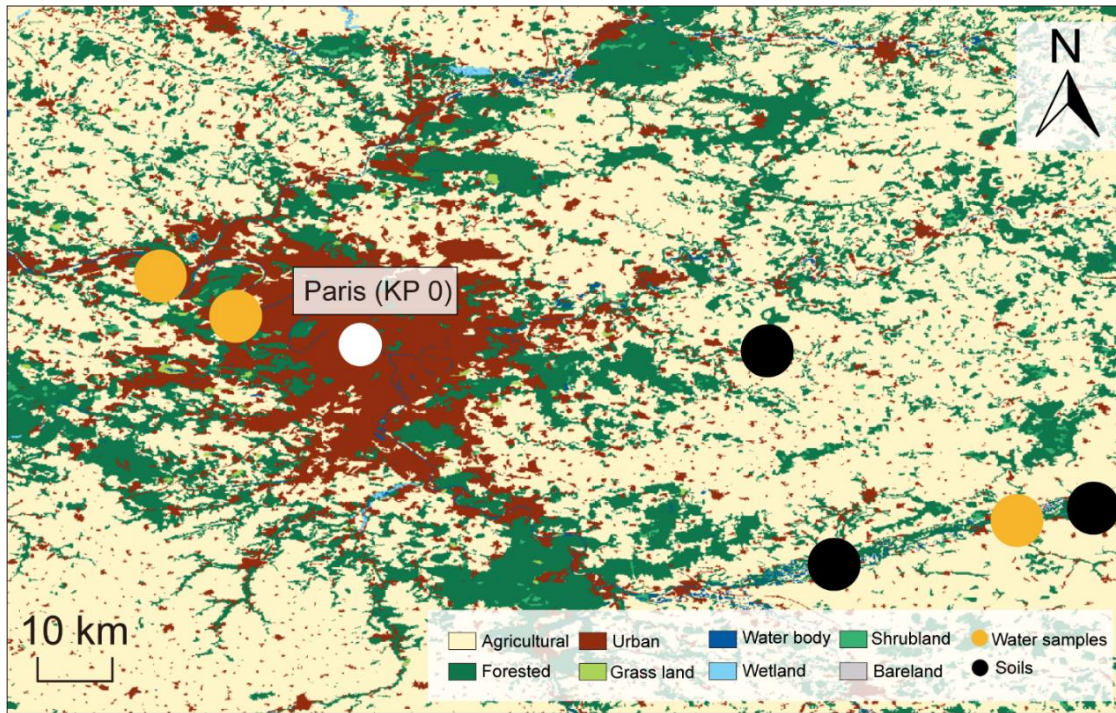 N
Paris (KP 0)
10 km
Agricultural Urban Water body Shrubland Water samples
Forested Grass land Wetland Bareland Soils